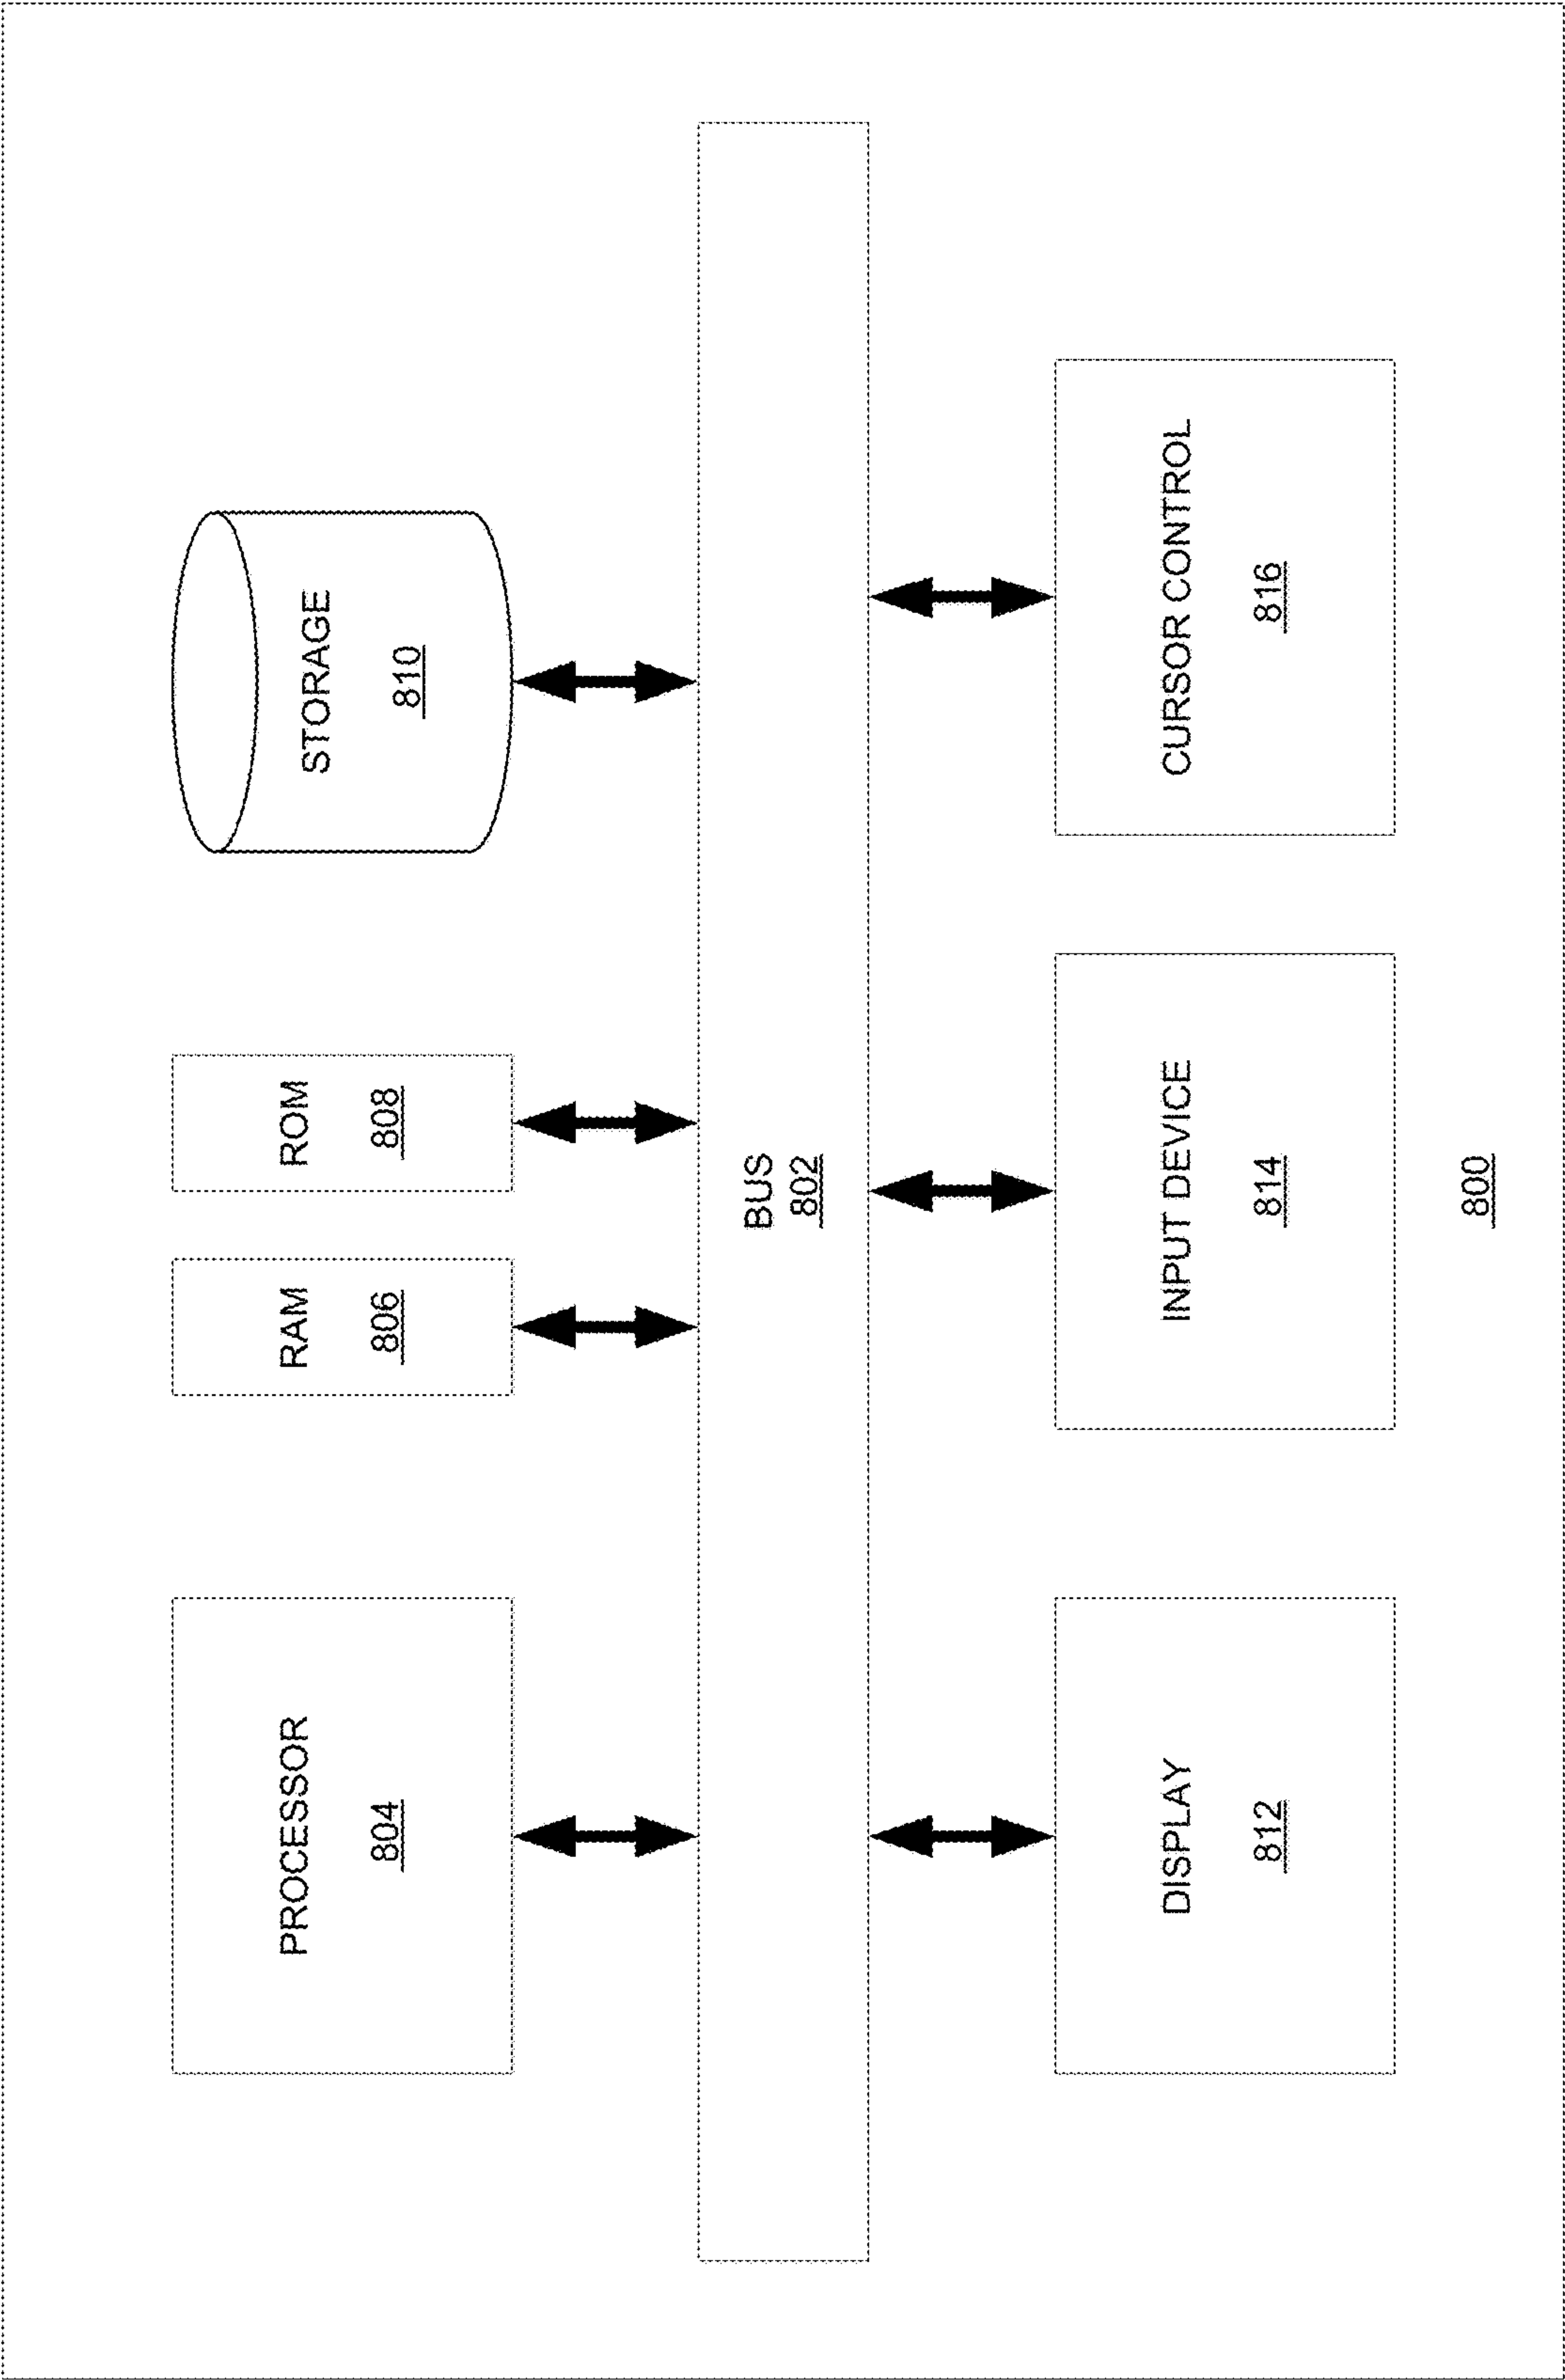 PROCESSOR
804
RAM
806
ROM
808
STORAGE
810
BUS
802
DISPLAY
812
INPUT DEVICE
814
CURSOR CONTROL
816
800